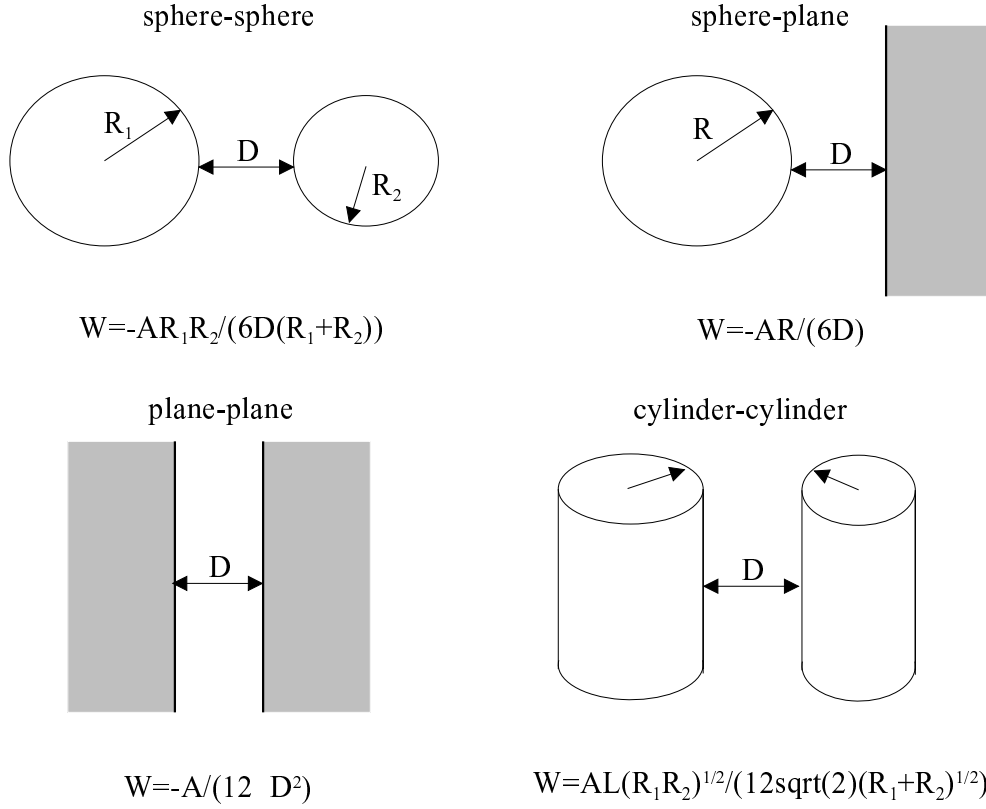 sphere-sphere
R₁
D
R₂
W=-AR₁R₂/(6D(R₁+R₂))
sphere-plane
R
D
W=-AR/(6D)
plane-plane
D
W=-A/(12 D²)
cylinder-cylinder
D
W=AL(R₁R₂)¹/²/(12sqrt(2)(R₁+R₂)¹/²)